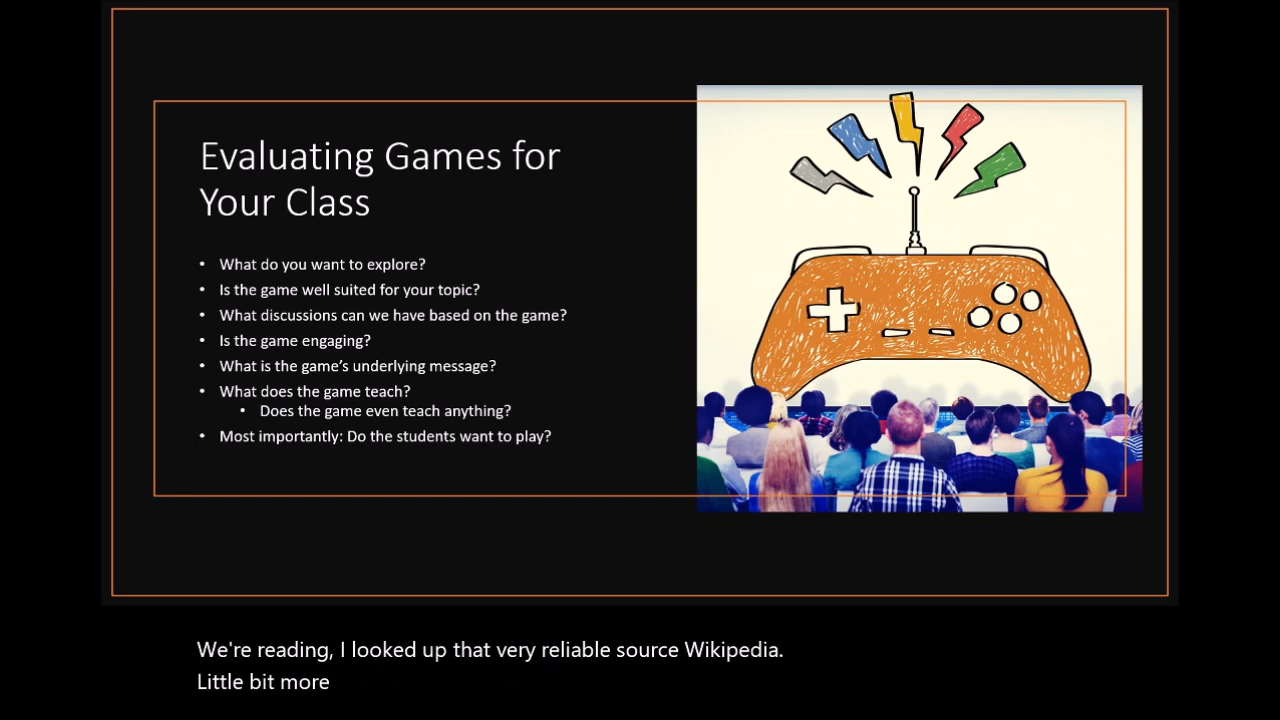 Evaluating Games for
Your Class
• What do you want to explore?
• Is the game well suited for your topic?
• What discussions can we have based on the game?
• Is the game engaging?
• What is the game's underlying message?
• What does the game teach?
• Does the game even teach anything?
• Most importantly: Do the students want to play?
We're reading, I looked up that very reliable source Wikipedia.
Little bit more